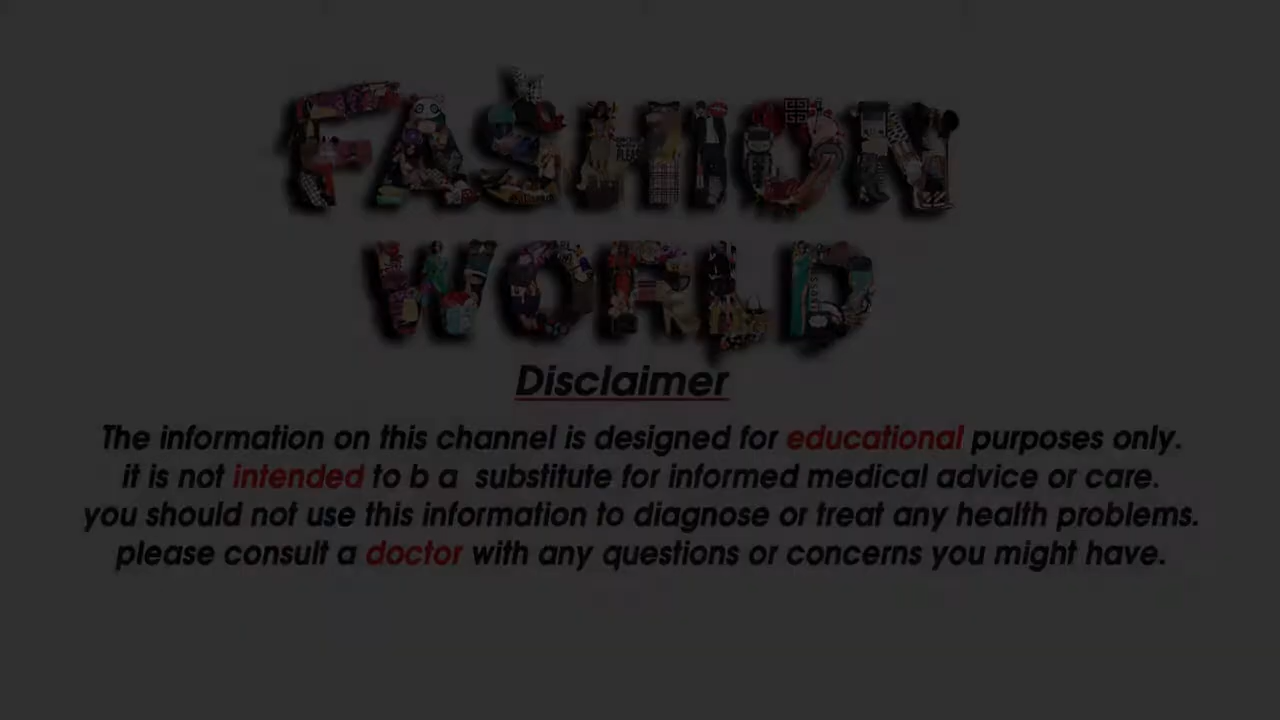 FASHION
WORLD
Disclaimer
The information on this channel is designed for educational purposes only.
it is not intended to b a substitute for informed medical advice or care.
you should not use this information to diagnose or treat any health problems.
please consult a doctor with any questions or concerns you might have.